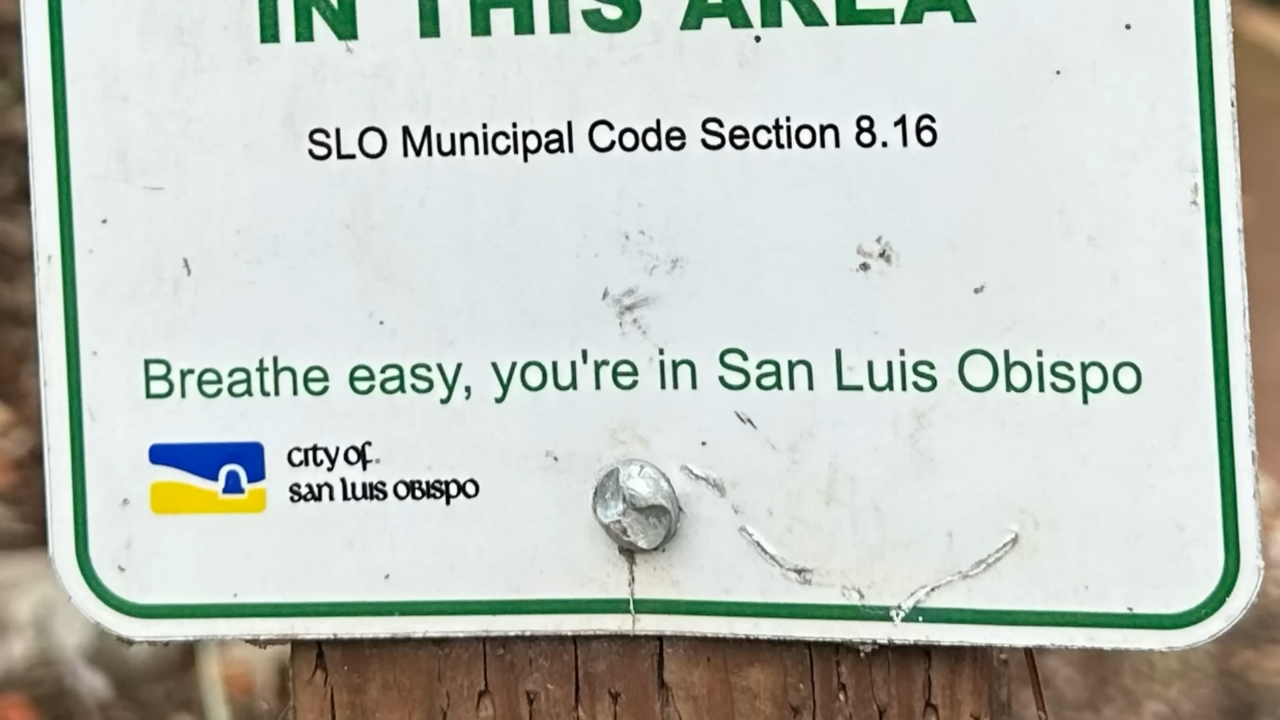 IN THIS AREA
SLO Municipal Code Section 8.16
Breathe easy, you're in San Luis Obispo
city of
san luis obispo